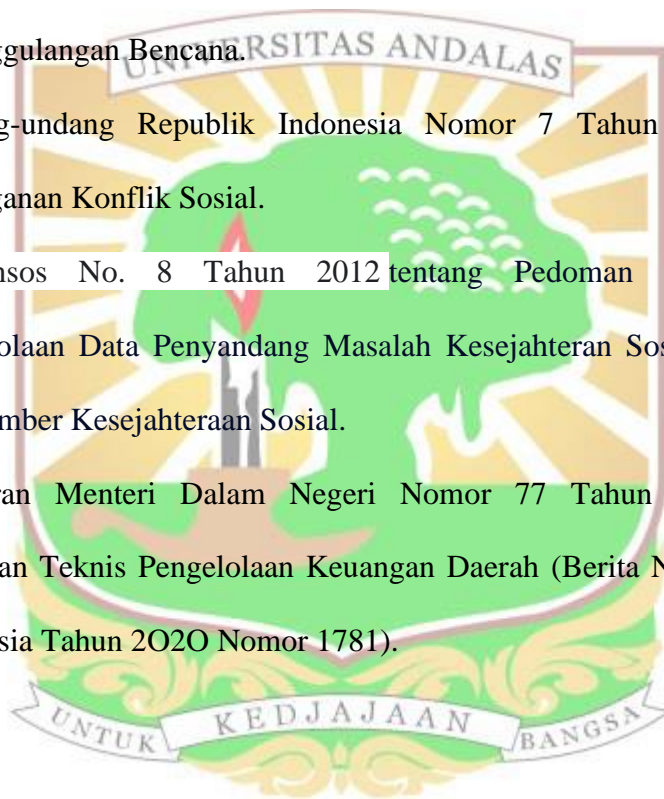 ggulangan Bencana.
UNIVERSITAS ANDALAS
g-undang Republik Indonesia Nomor 7 Tahun
ganan Konflik Sosial.
nsos No. 8 Tahun 2012 tentang Pedoman
olaan Data Penyandang Masalah Kesejahteran Sos
mber Kesejahteraan Sosial.
ran Menteri Dalam Negeri Nomor 77 Tahun
an Teknis Pengelolaan Keuangan Daerah (Berita N
sia Tahun 2O2O Nomor 1781).
UNTUK KEDJAJAAN BANGSA